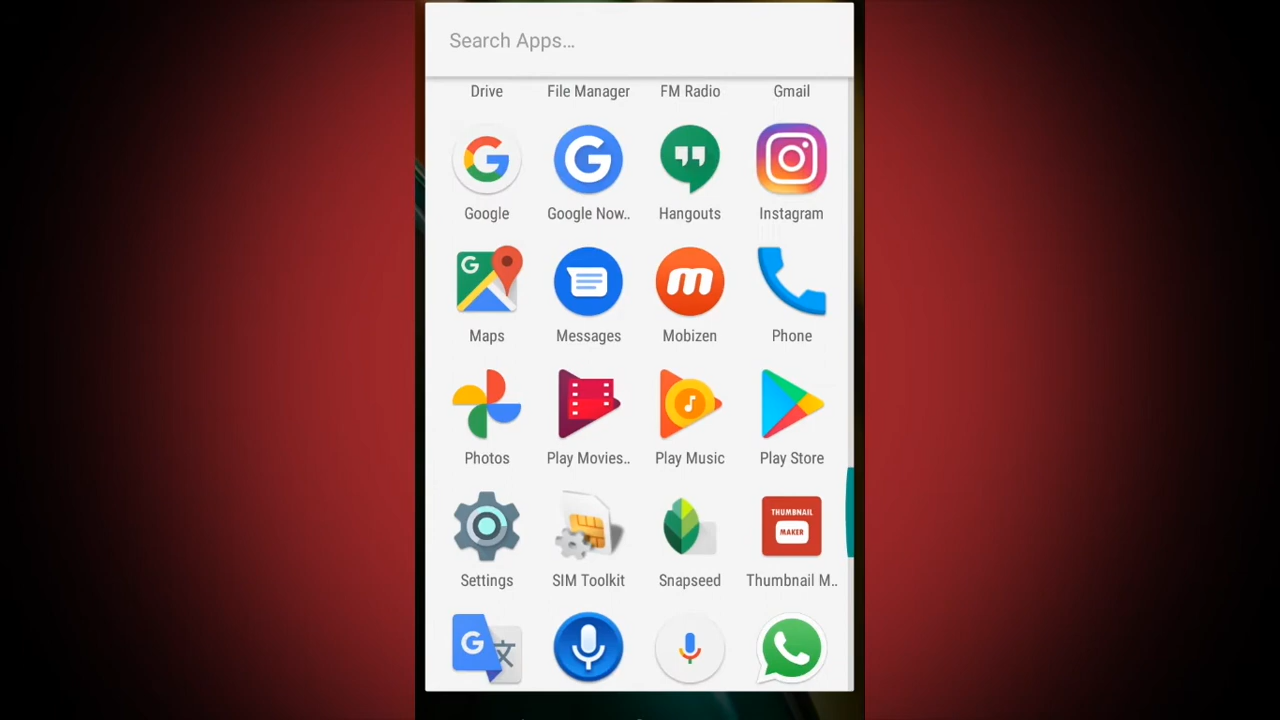 Search Apps...
Drive File Manager FM Radio Gmail
Google Google Now.. Hangouts Instagram
G
Maps Messages Mobizen Phone
Photos Play Movies.. Play Music Play Store
THUMBNAIL
MAKER
Settings SIM Toolkit Snapseed Thumbnail M..
G 文